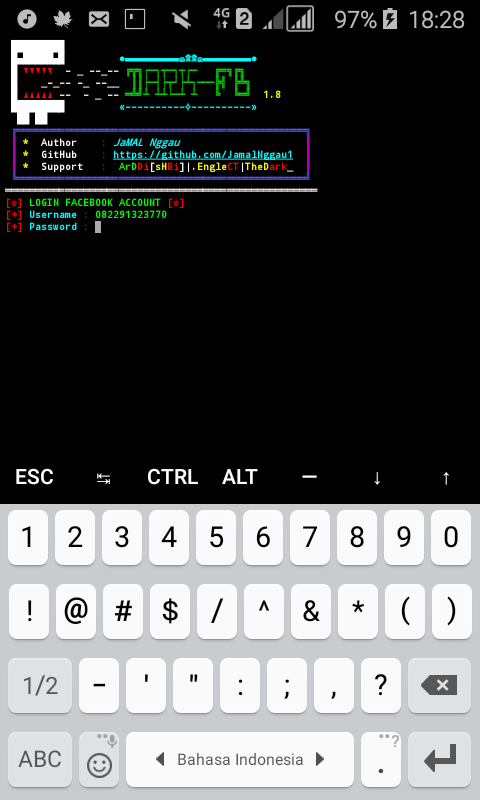 4G 2 97% 18:28
1.8
* Author : JaMAL Nggau
* GitHub : https://github.com/JamalNggau1
* Support : ArDDi[sHBi]|.EngleCT|TheDark_
[☆] LOGIN FACEBOOK ACCOUNT [☆]
[+] Username : 082291323770
[+] Password :
ESC ↹ CTRL ALT — ↓ ↑
1 2 3 4 5 6 7 8 9 0
! @ # $ / ^ & * ( )
1/2 - ' " : ; , ?
ABC Bahasa Indonesia . ?